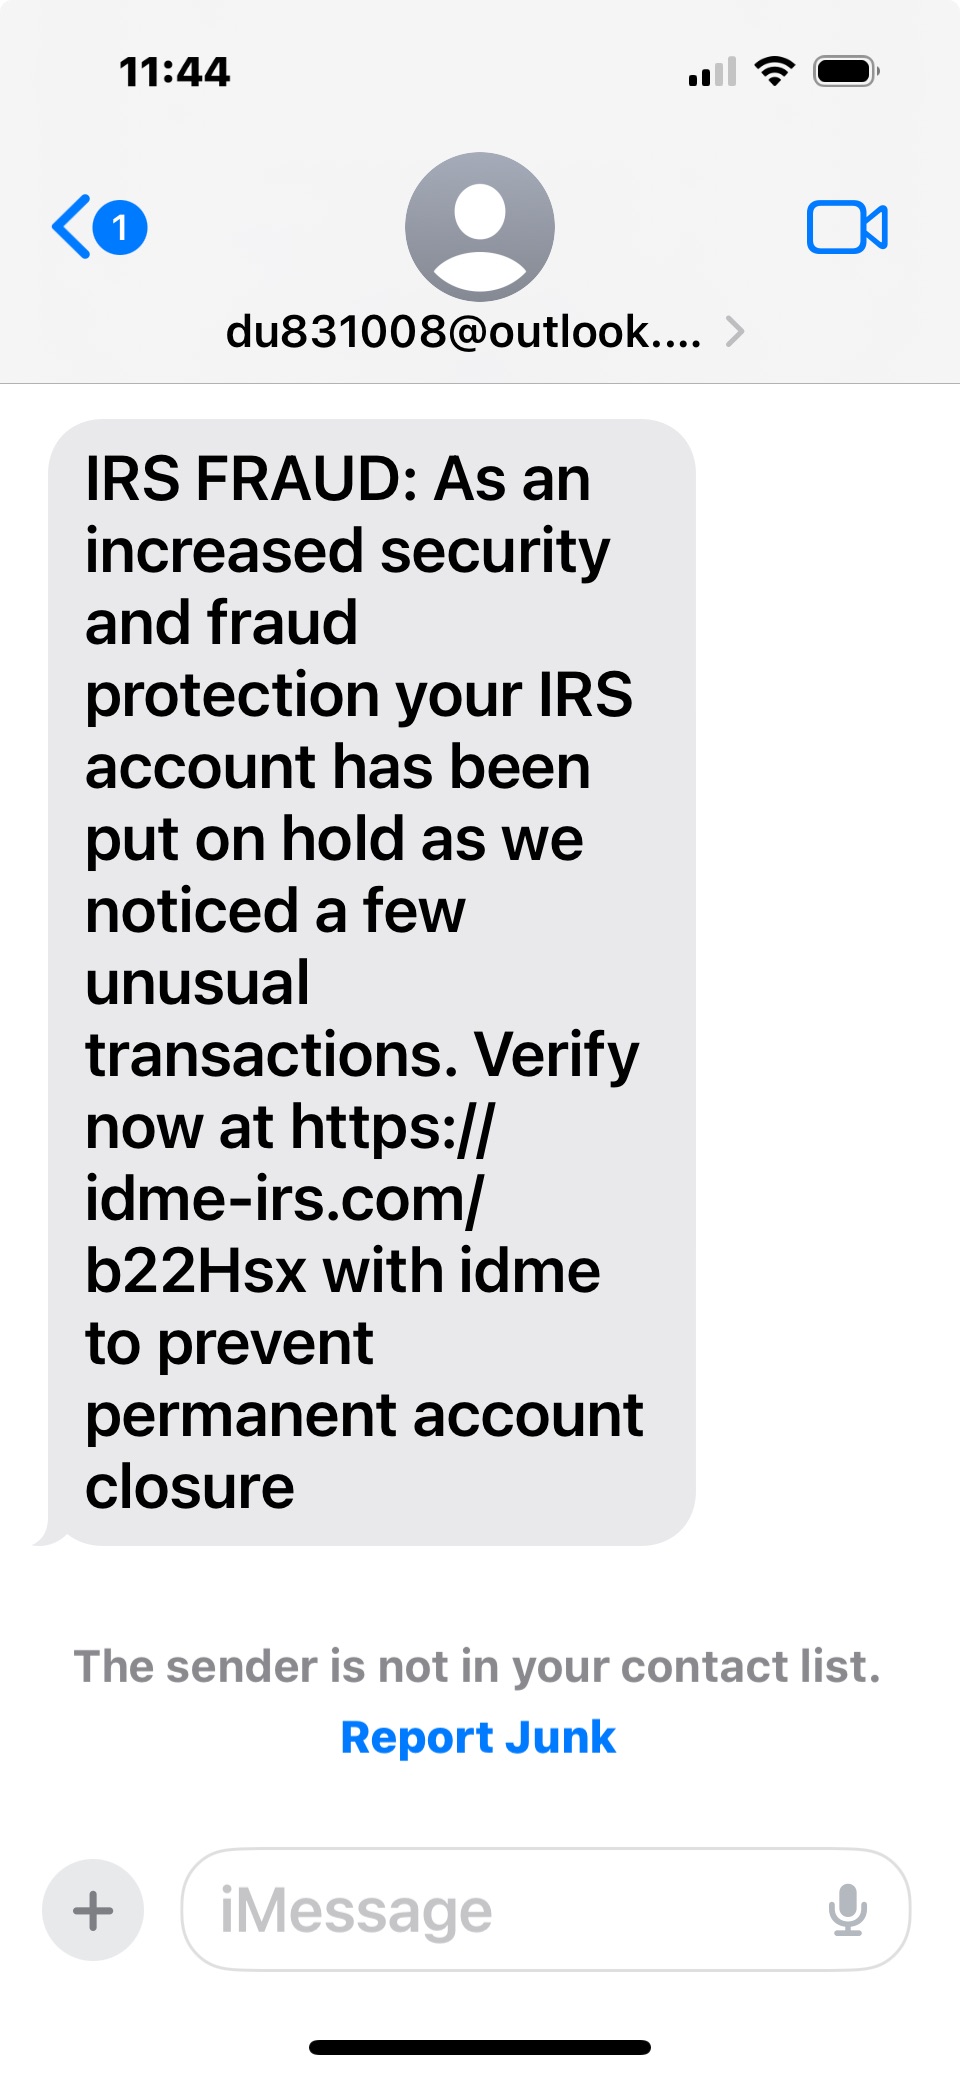 11:44
1
du831008@outlook....
IRS FRAUD: As an
increased security
and fraud
protection your IRS
account has been
put on hold as we
noticed a few
unusual
transactions. Verify
now at https://
idme-irs.com/
b22Hsx with idme
to prevent
permanent account
closure
The sender is not in your contact list.
Report Junk
iMessage